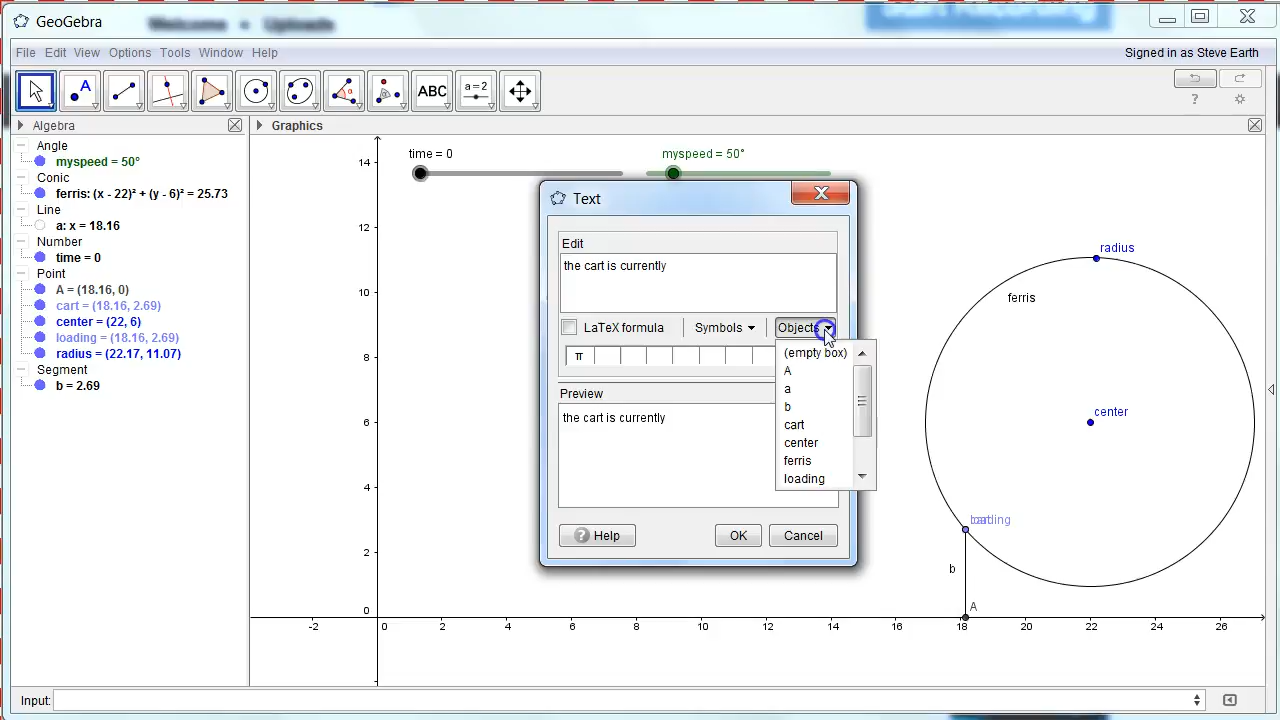 Welcome Uploads
GeoGebra
File Edit View Options Tools Window Help
Signed in as Steve Earth
A
ABC
a=2
?
Algebra
Graphics
Angle
myspeed = 50°
Conic
ferris: (x - 22)² + (y - 6)² = 25.73
Line
a: x = 18.16
Number
time = 0
Point
A = (18.16, 0)
cart = (18.16, 2.69)
center = (22, 6)
loading = (18.16, 2.69)
radius = (22.17, 11.07)
Segment
b = 2.69
time = 0
myspeed = 50°
14
12
10
8
6
4
2
0
-2 0 2 4 6 8 10 12 14 16 18 20 22 24 26
radius
ferris
center
b
A
Text
Edit
the cart is currently
LaTeX formula
Symbols
Objects
π
Preview
the cart is currently
(empty box)
A
a
b
cart
center
ferris
loading
? Help
OK
Cancel
Input: